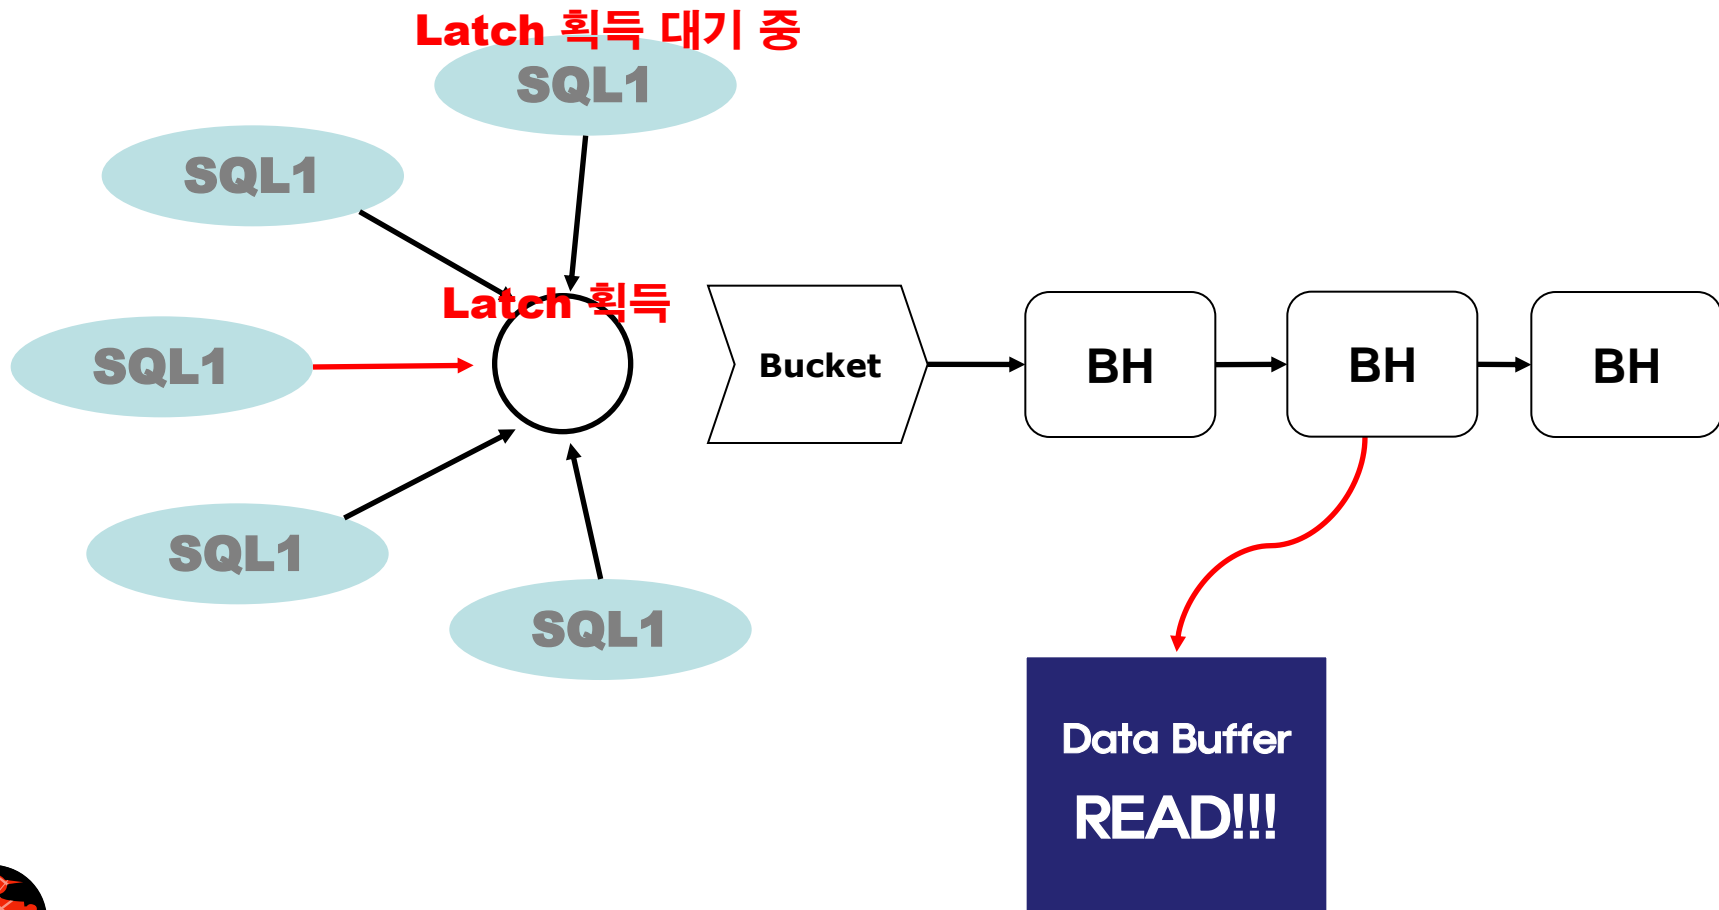 Latch 획득 대기 중
SQL1
SQL1
Latch 획득
SQL1
Bucket
BH
BH
BH
SQL1
SQL1
Data Buffer
READ!!!